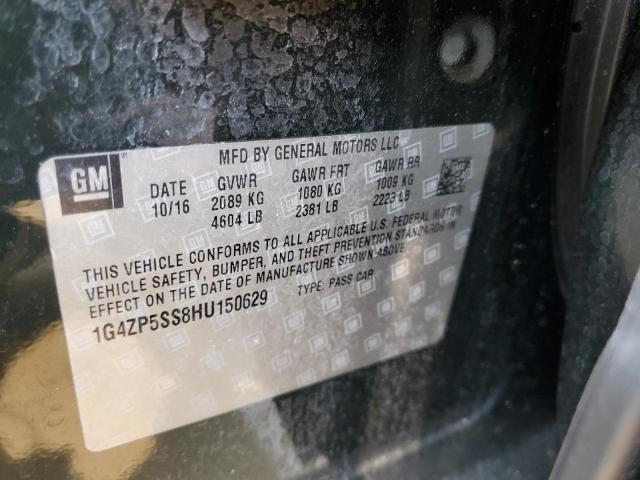 GM
MFD BY GENERAL MOTORS LLC
DATE GVWR GAWR FRT GAWR RR
10/16 2089 KG 1080 KG 1009 KG
4604 LB 2381 LB 2223 LB
THIS VEHICLE CONFORMS TO ALL APPLICABLE U.S. FEDERAL MOTOR
VEHICLE SAFETY, BUMPER, AND THEFT PREVENTION STANDARDS IN
EFFECT ON THE DATE OF MANUFACTURE SHOWN ABOVE.
1G4ZP5SS8HU150629 TYPE: PASS CAR